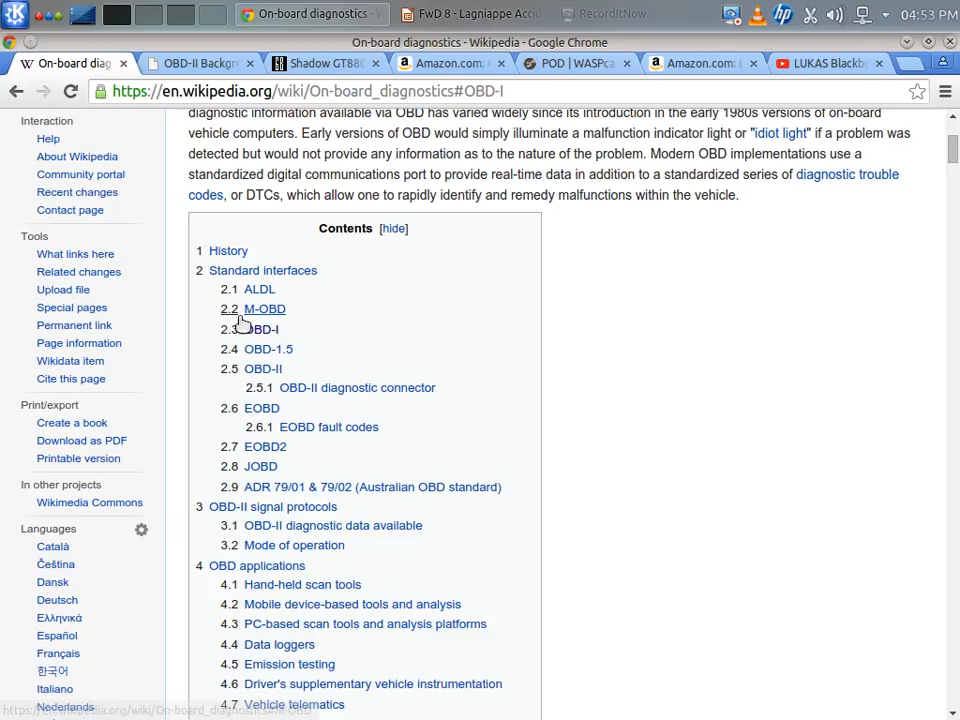 On-board diagnostics -
FwD 8 - Lagniappe Accid
RecordItNow
04:53 PM
On-board diagnostics - Wikipedia - Google Chrome
W On-board diag
OBD-II Backgr
Shadow GT880
Amazon.com: 
POD | WASPca
Amazon.com: L
LUKAS Blackb
https://en.wikipedia.org/wiki/On-board_diagnostics#OBD-I
Interaction
Help
About Wikipedia
Community portal
Recent changes
Contact page
Tools
What links here
Related changes
Upload file
Special pages
Permanent link
Page information
Wikidata item
Cite this page
Print/export
Create a book
Download as PDF
Printable version
In other projects
Wikimedia Commons
Languages
Català
Čeština
Dansk
Deutsch
Ελληνικά
Español
Français
한국어
Italiano
Nederlands
diagnostic information available via OBD has varied widely since its introduction in the early 1980s versions of on-board
vehicle computers. Early versions of OBD would simply illuminate a malfunction indicator light or "idiot light" if a problem was
detected but would not provide any information as to the nature of the problem. Modern OBD implementations use a
standardized digital communications port to provide real-time data in addition to a standardized series of diagnostic trouble
codes, or DTCs, which allow one to rapidly identify and remedy malfunctions within the vehicle.
Contents [hide]
1 History
2 Standard interfaces
2.1 ALDL
2.2 M-OBD
2.3 OBD-I
2.4 OBD-1.5
2.5 OBD-II
2.5.1 OBD-II diagnostic connector
2.6 EOBD
2.6.1 EOBD fault codes
2.7 EOBD2
2.8 JOBD
2.9 ADR 79/01 & 79/02 (Australian OBD standard)
3 OBD-II signal protocols
3.1 OBD-II diagnostic data available
3.2 Mode of operation
4 OBD applications
4.1 Hand-held scan tools
4.2 Mobile device-based tools and analysis
4.3 PC-based scan tools and analysis platforms
4.4 Data loggers
4.5 Emission testing
4.6 Driver's supplementary vehicle instrumentation
4.7 Vehicle telematics
https://en.wikipedia.org/wiki/On-board_diagnostics#M-OBD